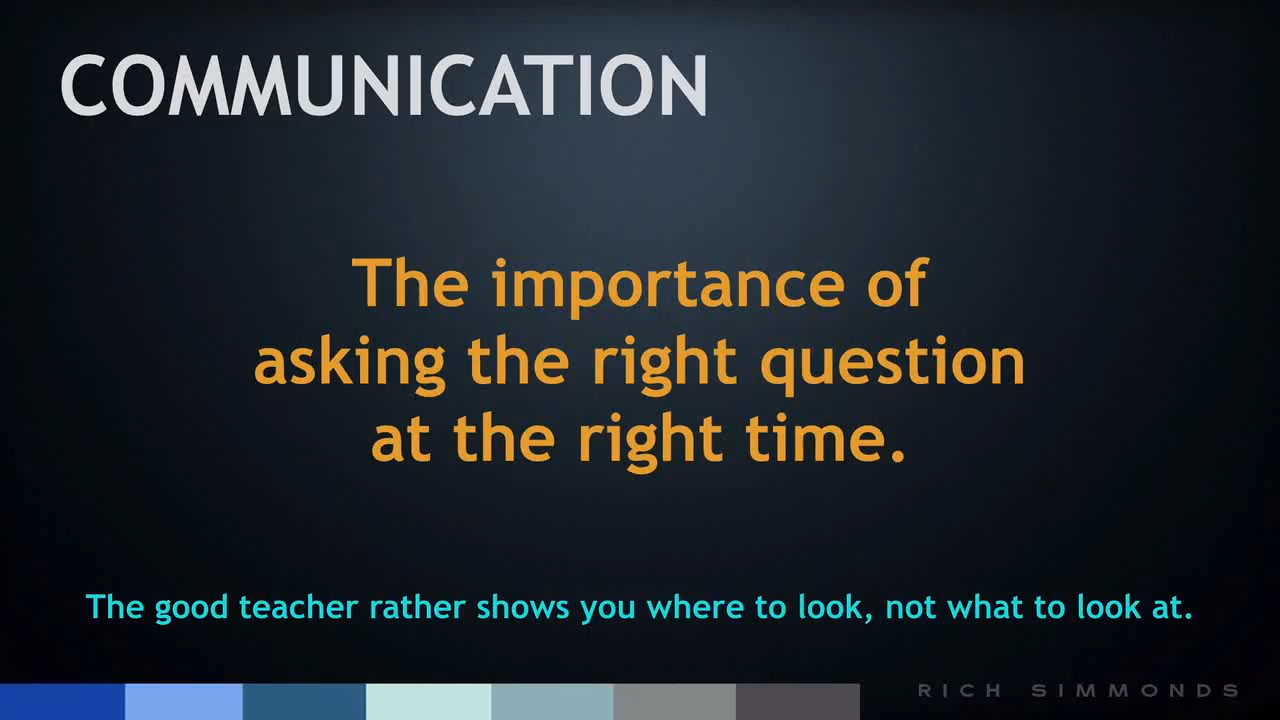 COMMUNICATION
The importance of
asking the right question
at the right time.
The good teacher rather shows you where to look, not what to look at.
RICH SIMMONDS